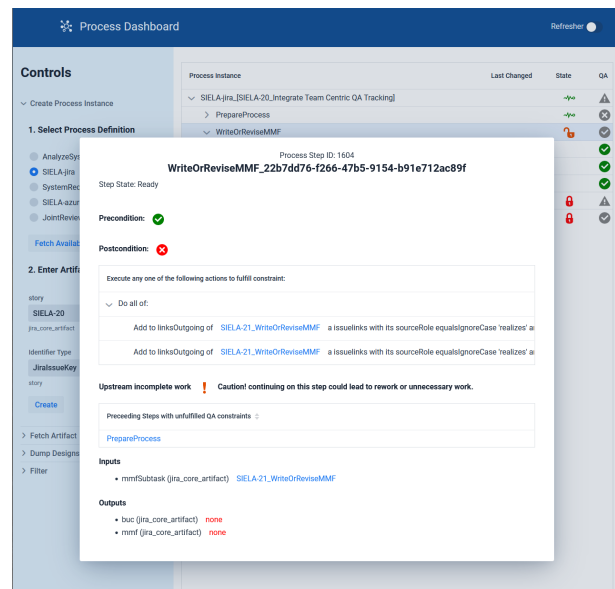 Process Dashboard
Refresher
Controls
Create Process Instance
1. Select Process Definition
AnalyzeSys
SIELA-jira
SystemReq
SIELA-azur
JointReview
Fetch Availab
2. Enter Artifa
story
SIELA-20
jira_core_artifact
Identifier Type
JiraIssueKey
story
Create
Fetch Artifact
Dump Designs
Filter
Process Instance
Last Changed
State
QA
SIELA-jira_[SIELA-20_Integrate Team Centric QA Tracking]
PrepareProcess
WriteOrReviseMMF
Process Step ID: 1604
WriteOrReviseMMF_22b7dd76-f266-47b5-9154-b91e712ac89f
Step State: Ready
Precondition:
Postcondition:
Execute any one of the following actions to fulfill constraint:
Do all of:
Add to linksOutgoing of SIELA-21_WriteOrReviseMMF a issuelinks with its sourceRole equalsIgnoreCase 'realizes' a
Add to linksOutgoing of SIELA-21_WriteOrReviseMMF a issuelinks with its sourceRole equalsIgnoreCase 'realizes' a
Upstream incomplete work
Caution! continuing on this step could lead to rework or unnecessary work.
Preceeding Steps with unfulfilled QA constraints
PrepareProcess
Inputs
• mmfSubtask (jira_core_artifact) SIELA-21_WriteOrReviseMMF
Outputs
• buc (jira_core_artifact) none
• mmf (jira_core_artifact) none